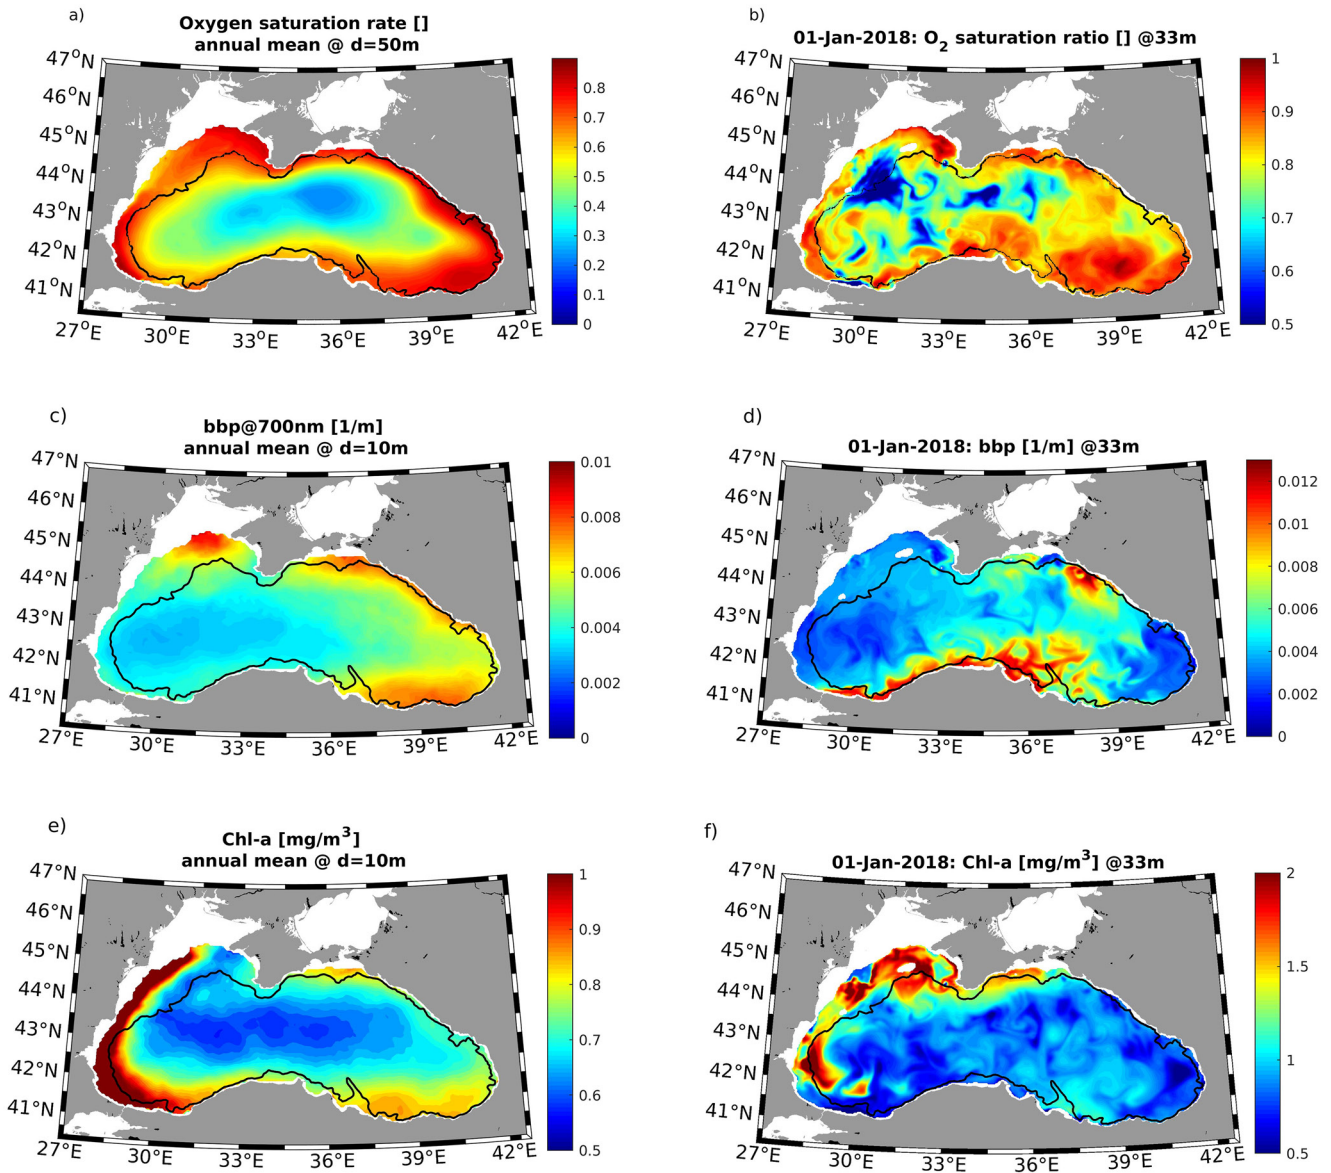 a)
Oxygen saturation rate []
annual mean @ d=50m
47°N
46°N
45°N
44°N
43°N
42°N
41°N
27°E 30°E 33°E 36°E 39°E 42°E
0.8
0.7
0.6
0.5
0.4
0.3
0.2
0.1
0
b)
01-Jan-2018: O₂ saturation ratio [] @33m
47°N
46°N
45°N
44°N
43°N
42°N
41°N
27°E 30°E 33°E 36°E 39°E 42°E
1
0.9
0.8
0.7
0.6
0.5
c)
bbp@700nm [1/m]
annual mean @ d=10m
47°N
46°N
45°N
44°N
43°N
42°N
41°N
27°E 30°E 33°E 36°E 39°E 42°E
0.01
0.008
0.006
0.004
0.002
0
d)
01-Jan-2018: bbp [1/m] @33m
47°N
46°N
45°N
44°N
43°N
42°N
41°N
27°E 30°E 33°E 36°E 39°E 42°E
0.012
0.01
0.008
0.006
0.004
0.002
0
e)
Chl-a [mg/m³]
annual mean @ d=10m
47°N
46°N
45°N
44°N
43°N
42°N
41°N
27°E 30°E 33°E 36°E 39°E 42°E
1
0.9
0.8
0.7
0.6
0.5
f)
01-Jan-2018: Chl-a [mg/m³] @33m
47°N
46°N
45°N
44°N
43°N
42°N
41°N
27°E 30°E 33°E 36°E 39°E 42°E
2
1.5
1
0.5